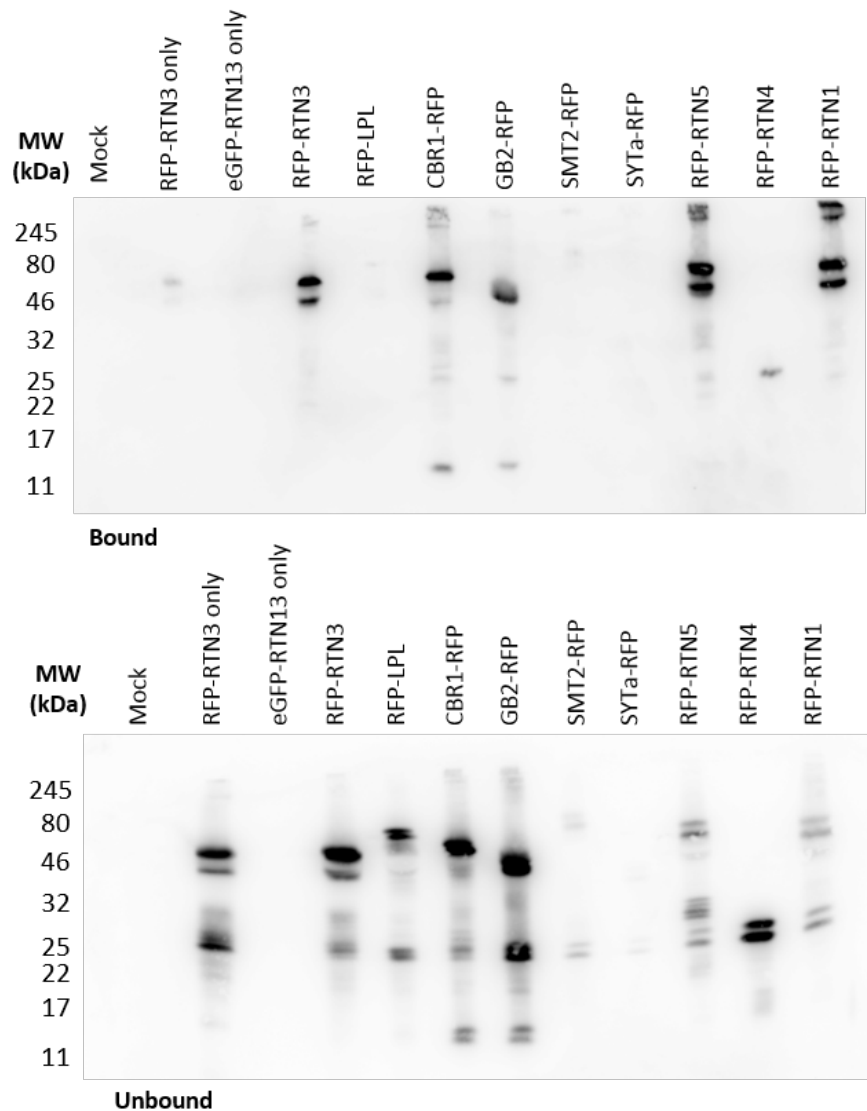 Mock
RFP-RTN3 only
eGFP-RTN13 only
RFP-RTN3
RFP-LPL
CBR1-RFP
GB2-RFP
SMT2-RFP
SYTa-RFP
RFP-RTN5
RFP-RTN4
RFP-RTN1
MW
(kDa)
245
80
46
32
25
22
17
11
Bound
Mock
RFP-RTN3 only
eGFP-RTN13 only
RFP-RTN3
RFP-LPL
CBR1-RFP
GB2-RFP
SMT2-RFP
SYTa-RFP
RFP-RTN5
RFP-RTN4
RFP-RTN1
MW
(kDa)
245
80
46
32
25
22
17
11
Unbound